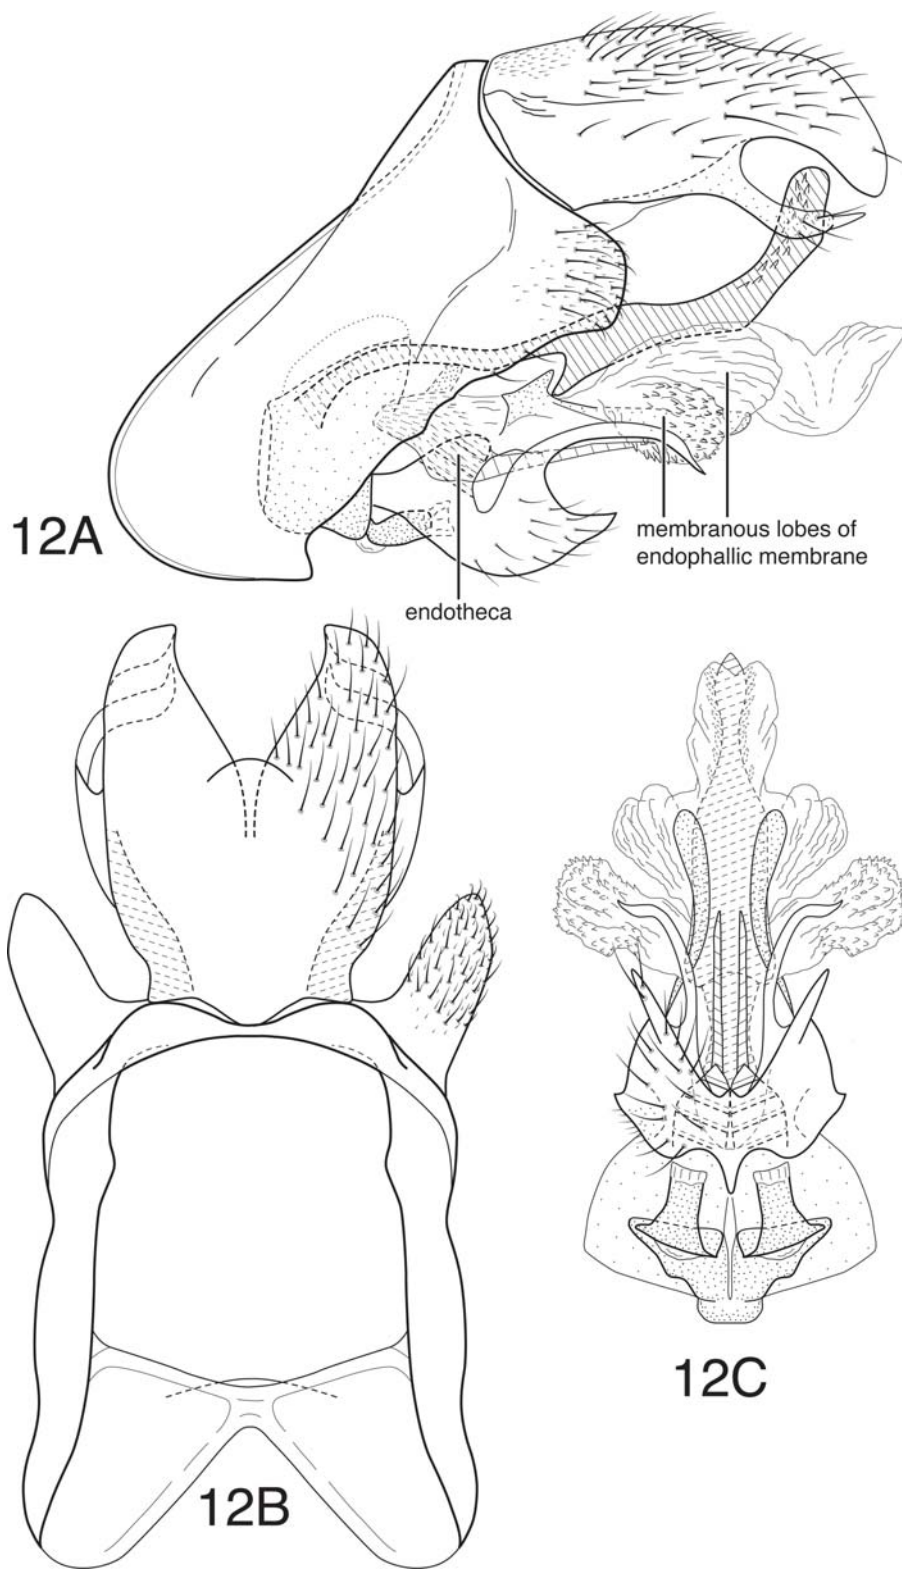 12A
membranous lobes of
endophallic membrane
endotheca
12B
12C